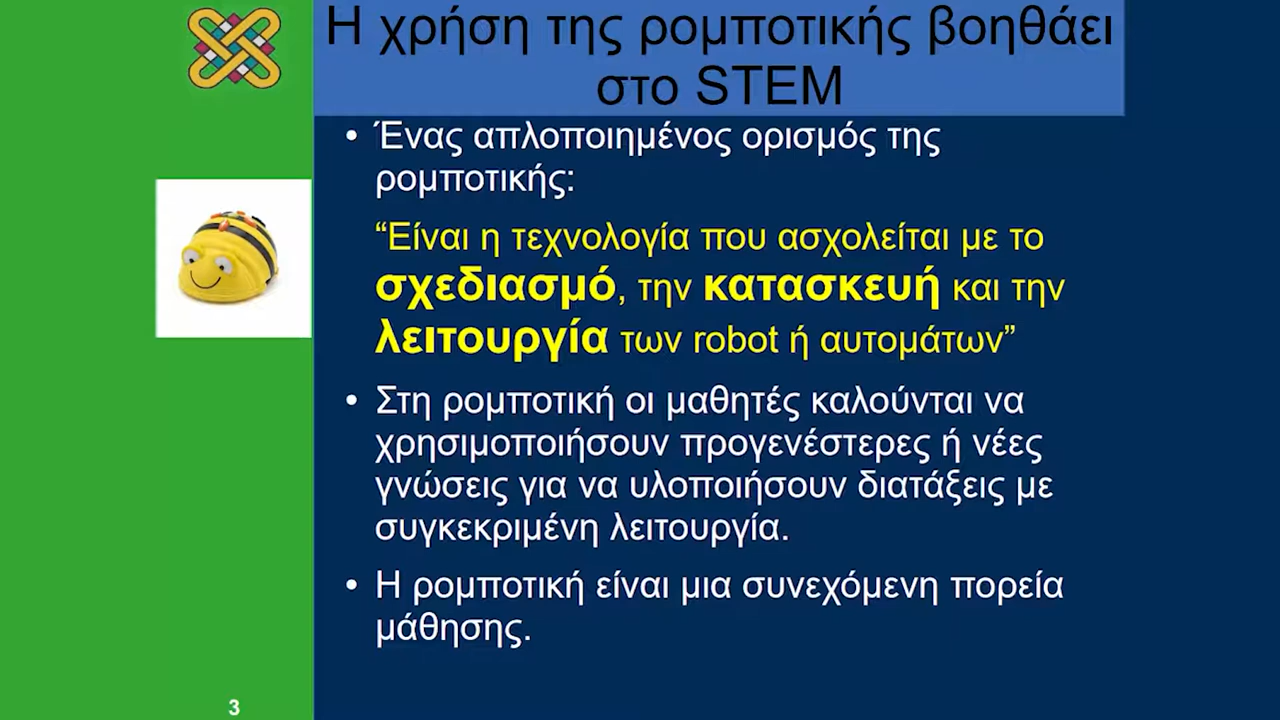 Η χρήση της ρομποτικής βοηθάει
στο STEM
• Ένας απλοποιημένος ορισμός της
ρομποτικής:
“Είναι η τεχνολογία που ασχολείται με το
σχεδιασμό, την κατασκευή και την
λειτουργία των robot ή αυτομάτων”
• Στη ρομποτική οι μαθητές καλούνται να
χρησιμοποιήσουν προγενέστερες ή νέες
γνώσεις για να υλοποιήσουν διατάξεις με
συγκεκριμένη λειτουργία.
• Η ρομποτική είναι μια συνεχόμενη πορεία
μάθησης.
3